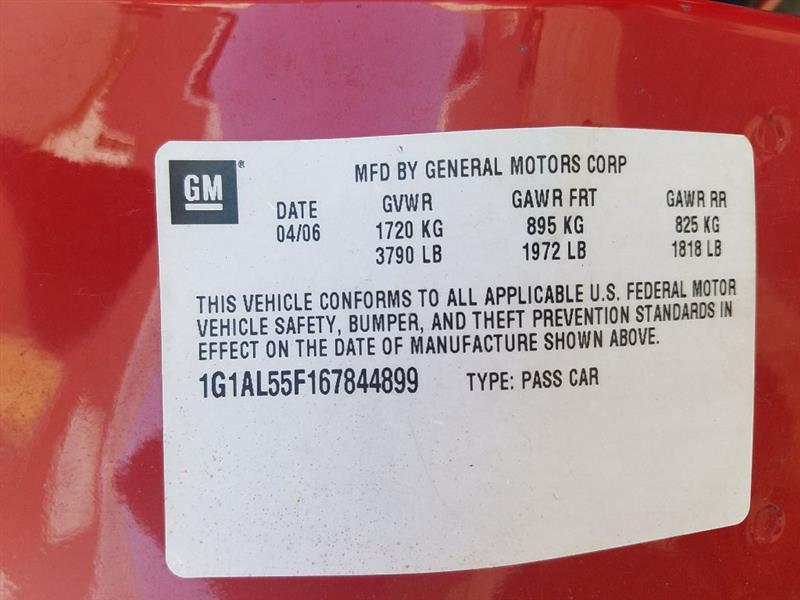 GM®
MFD BY GENERAL MOTORS CORP
DATE GVWR GAWR FRT GAWR RR
04/06 1720 KG 895 KG 825 KG
3790 LB 1972 LB 1818 LB
THIS VEHICLE CONFORMS TO ALL APPLICABLE U.S. FEDERAL MOTOR
VEHICLE SAFETY, BUMPER, AND THEFT PREVENTION STANDARDS IN
EFFECT ON THE DATE OF MANUFACTURE SHOWN ABOVE.
1G1AL55F167844899 TYPE: PASS CAR